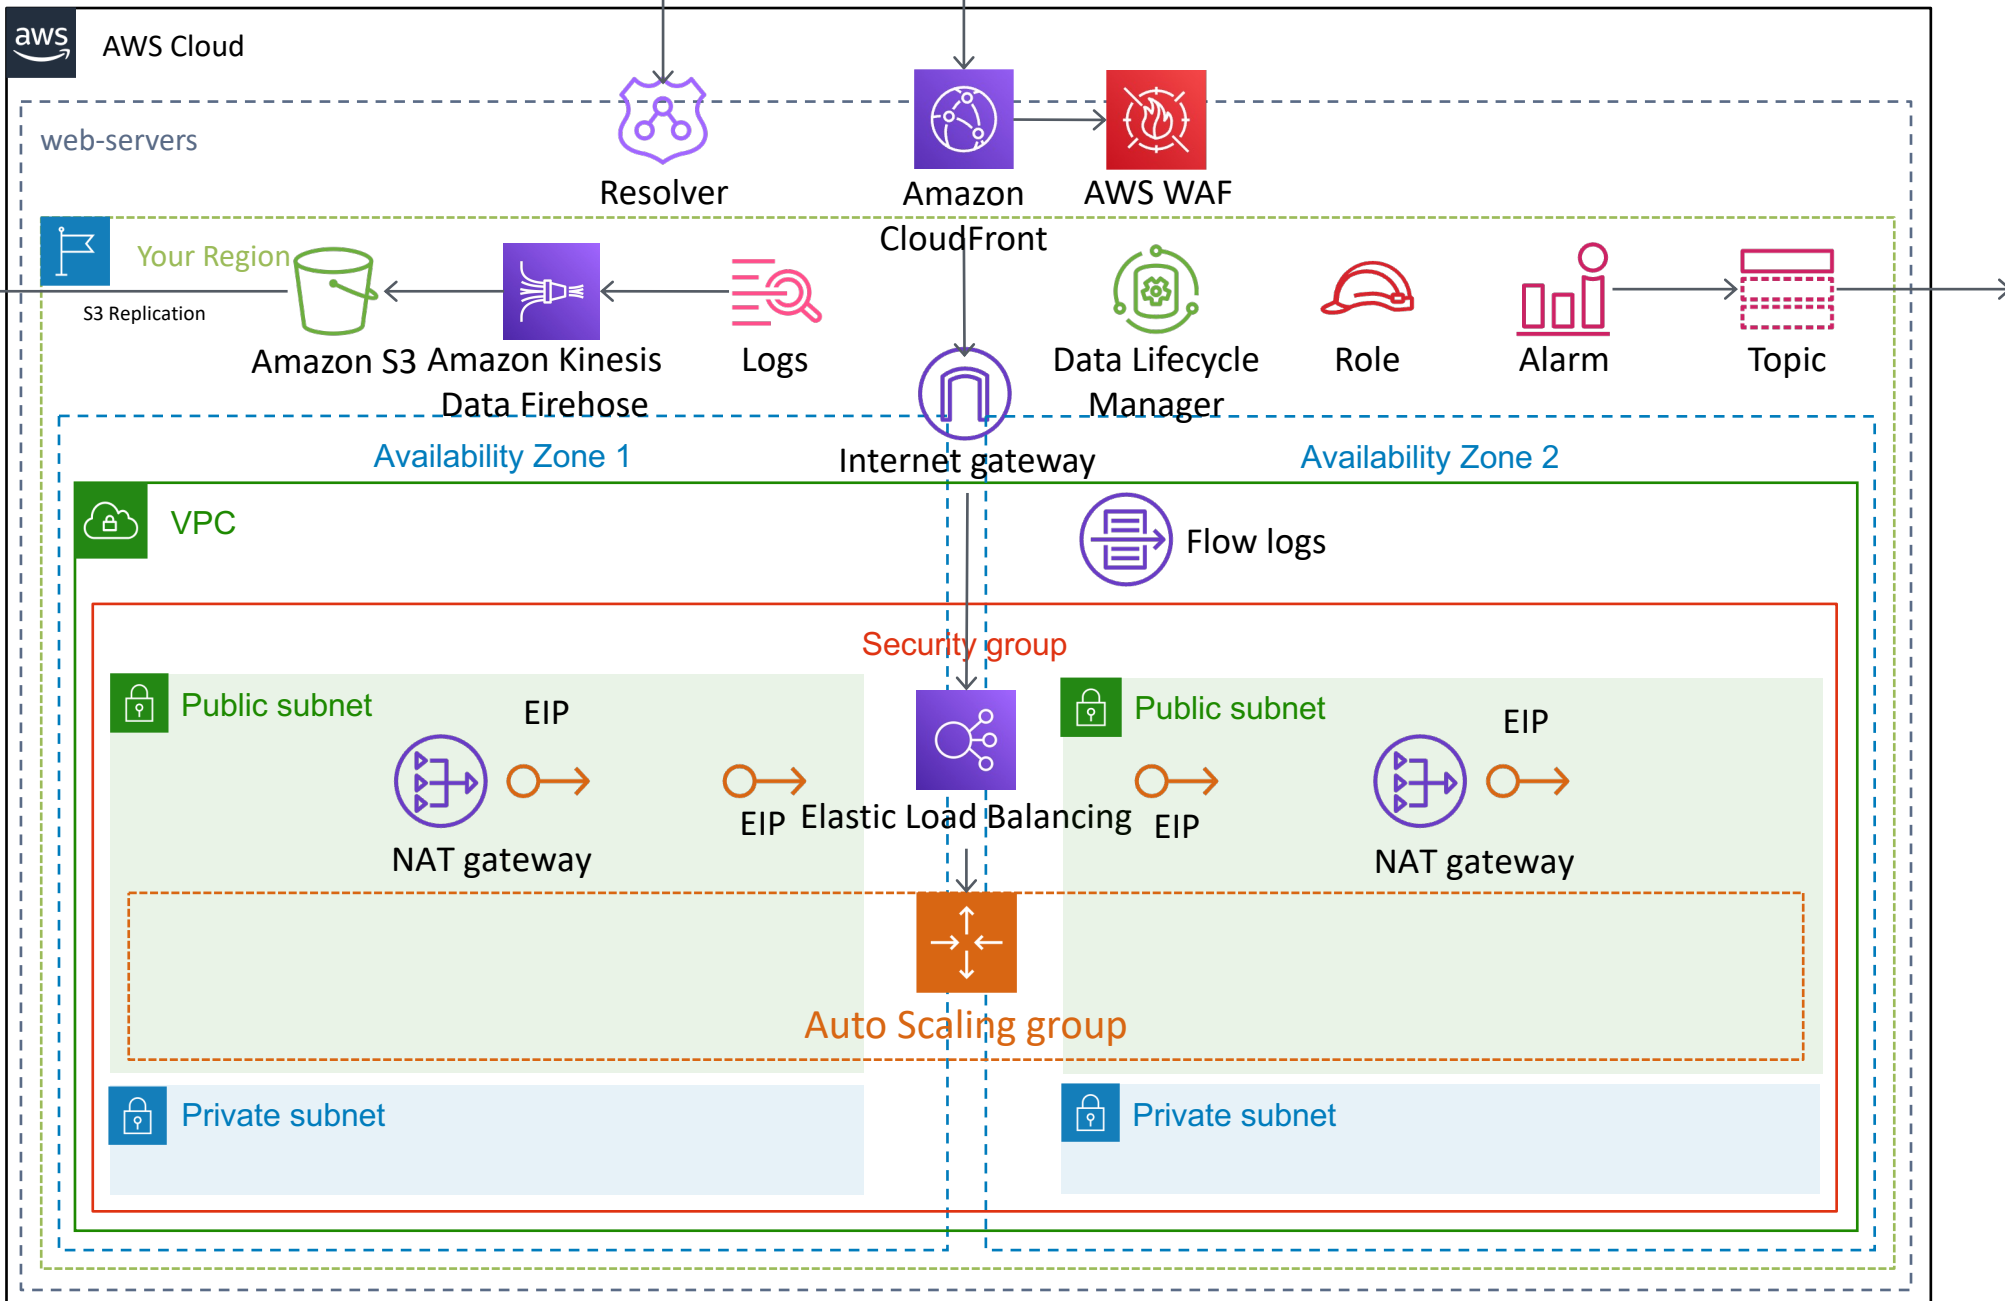 aws
AWS Cloud
web-servers
Resolver
Amazon
CloudFront
AWS WAF
Your Region
S3 Replication
Amazon S3
Amazon Kinesis
Data Firehose
Logs
Data Lifecycle
Manager
Role
Alarm
Topic
Availability Zone 1
Internet gateway
Availability Zone 2
VPC
Flow logs
Security group
Public subnet
EIP
NAT gateway
EIP
Elastic Load Balancing
Public subnet
EIP
EIP
NAT gateway
Auto Scaling group
Private subnet
Private subnet